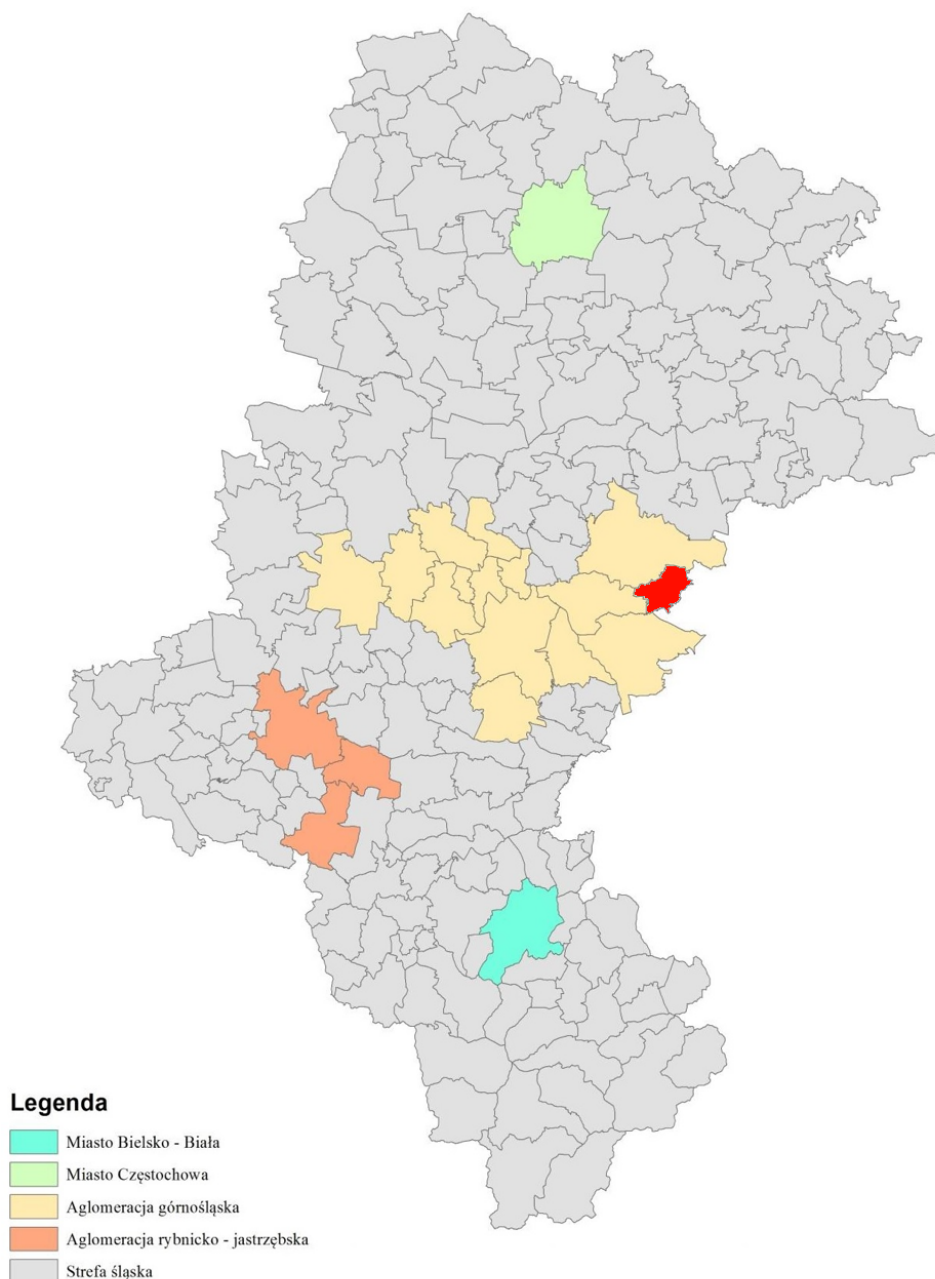 Legenda
Miasto Bielsko - Biała
Miasto Częstochowa
Aglomeracja górnośląska
Aglomeracja rybnicko - jastrzębska
Strefa śląska